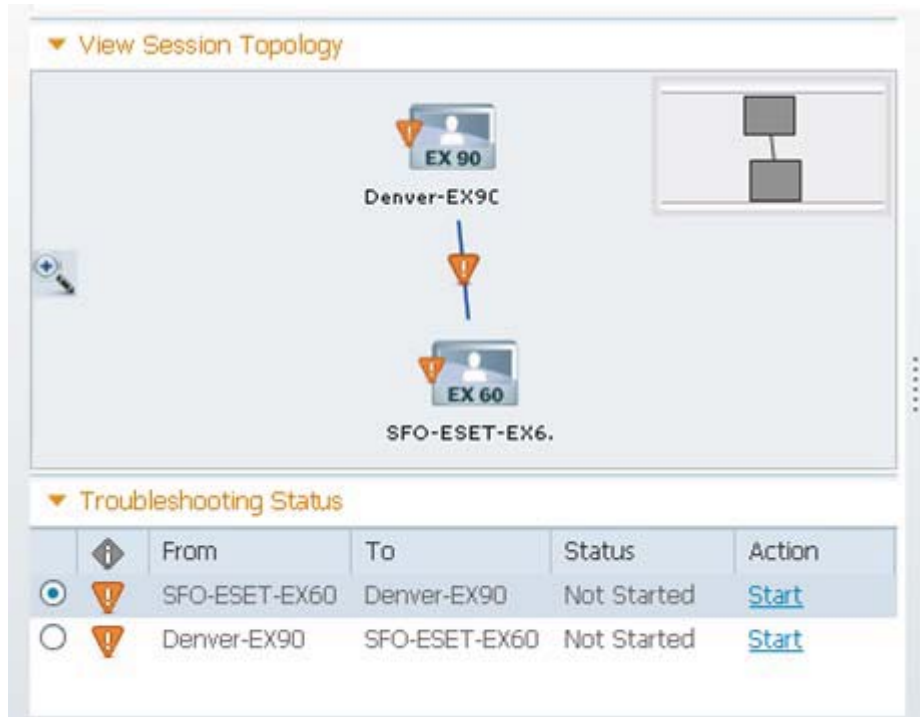 View Session Topology
EX 90
Denver-EX9C
EX 60
SFO-ESET-EX6.
Troubleshooting Status
From To Status Action
SFO-ESET-EX60 Denver-EX90 Not Started Start
Denver-EX90 SFO-ESET-EX60 Not Started Start